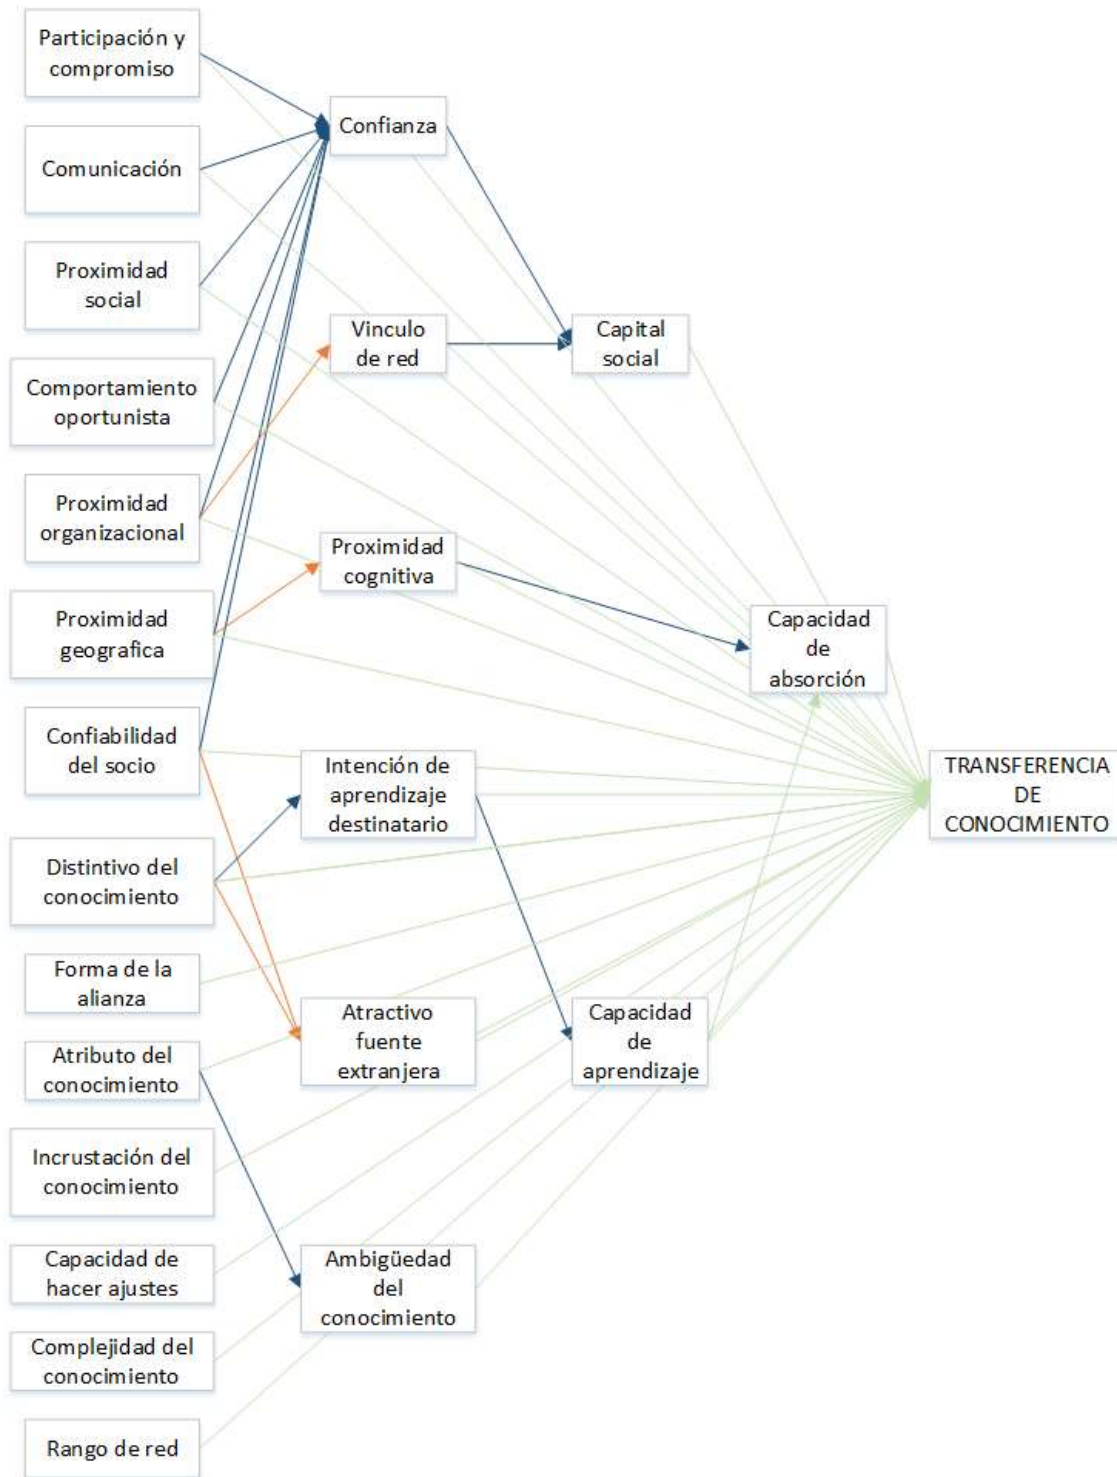 Participación y
compromiso
Comunicación
Proximidad
social
Comportamiento
oportunista
Proximidad
organizacional
Proximidad
geografica
Confiabilidad
del socio
Distintivo del
conocimiento
Forma de la
alianza
Atributo del
conocimiento
Incrustación del
conocimiento
Capacidad de
hacer ajustes
Complejidad del
conocimiento
Rango de red
Confianza
Vinculo
de red
Proximidad
cognitiva
Intención de
aprendizaje
destinatario
Atractivo
fuente
extranjera
Ambigüedad
del
conocimiento
Capital
social
Capacidad
de
aprendizaje
Capacidad
de
absorción
TRANSFERENCIA
DE
CONOCIMIENTO